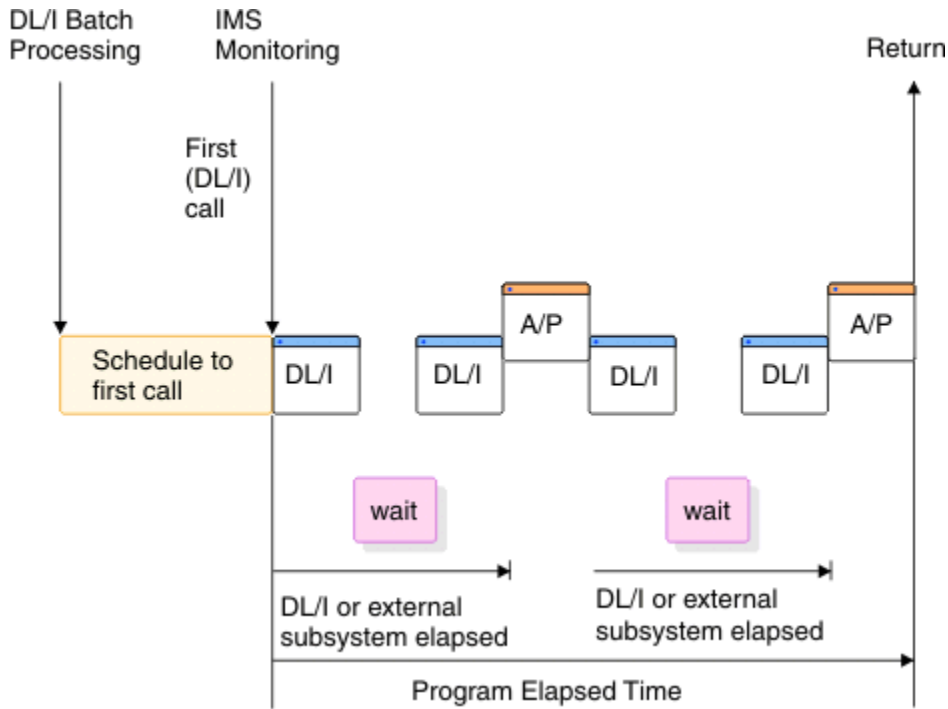 DL/I Batch
Processing
IMS
Monitoring
Return
First
(DL/I)
call
Schedule to
first call
DL/I
DL/I
A/P
DL/I
DL/I
A/P
wait
wait
DL/I or external
subsystem elapsed
DL/I or external
subsystem elapsed
Program Elapsed Time